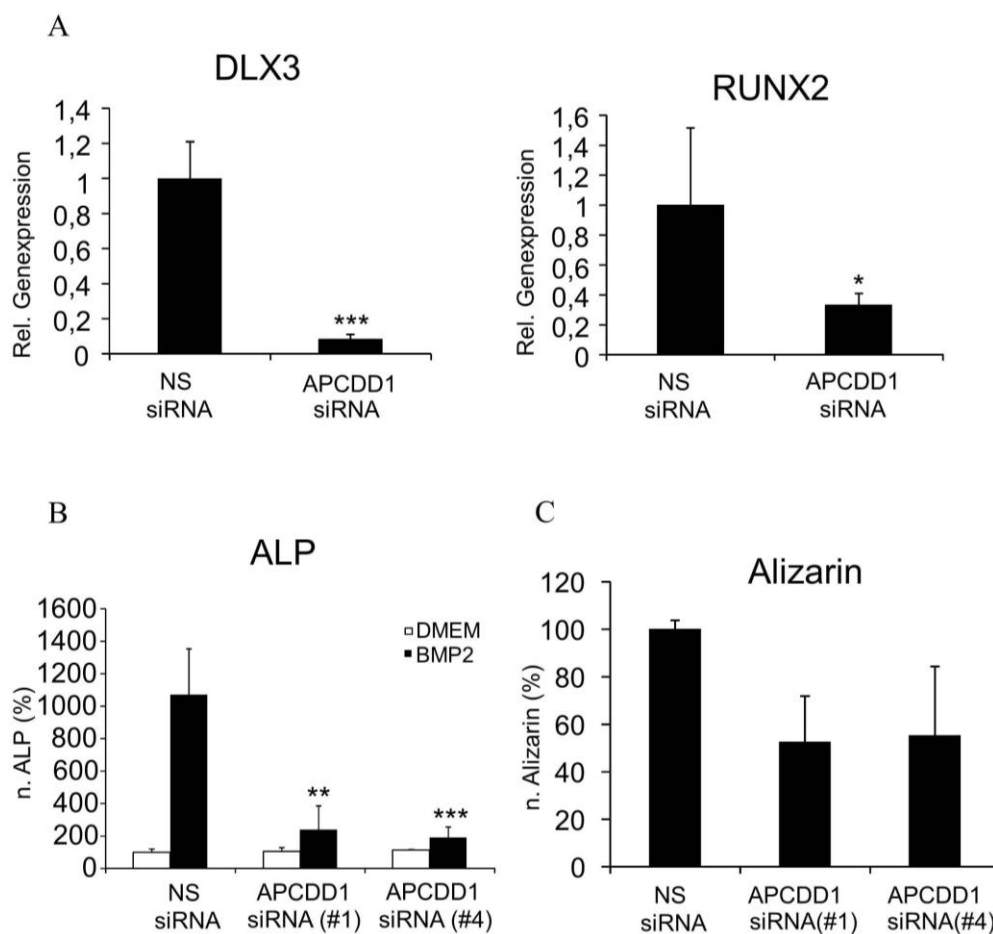 A
DLX3
1,4
1,2
1
0,8
0,6
0,4
0,2
0
Rel. Genexpression
***
NS
siRNA
APCDD1
siRNA
RUNX2
1,6
1,4
1,2
1
0,8
0,6
0,4
0,2
0
Rel. Genexpression
*
NS
siRNA
APCDD1
siRNA
B
ALP
1600
1400
1200
1000
800
600
400
200
0
n. ALP (%)
DMEM
BMP2
**
***
NS
siRNA
APCDD1
siRNA (#1)
APCDD1
siRNA (#4)
C
Alizarin
120
100
80
60
40
20
0
n. Alizarin (%)
NS
siRNA
APCDD1
siRNA(#1)
APCDD1
siRNA(#4)